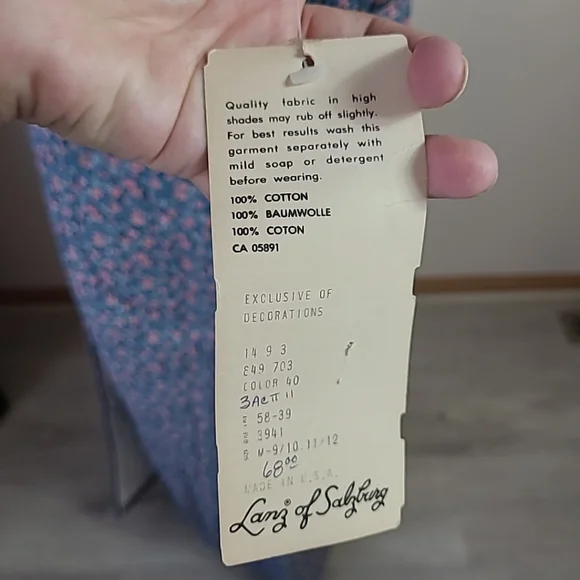 Quality fabric in high
shades may rub off slightly.
For best results wash this
garment separately with
mild soap or detergent
before wearing.
100% COTTON
100% BAUMWOLLE
100% COTON
CA 05891
EXCLUSIVE OF
DECORATIONS
14 9 3
E49 703
COLOR 40
58-39
3941
W-9/10.11/12
68.00
MADE IN U.S.A.
Lanz® of Salzburg